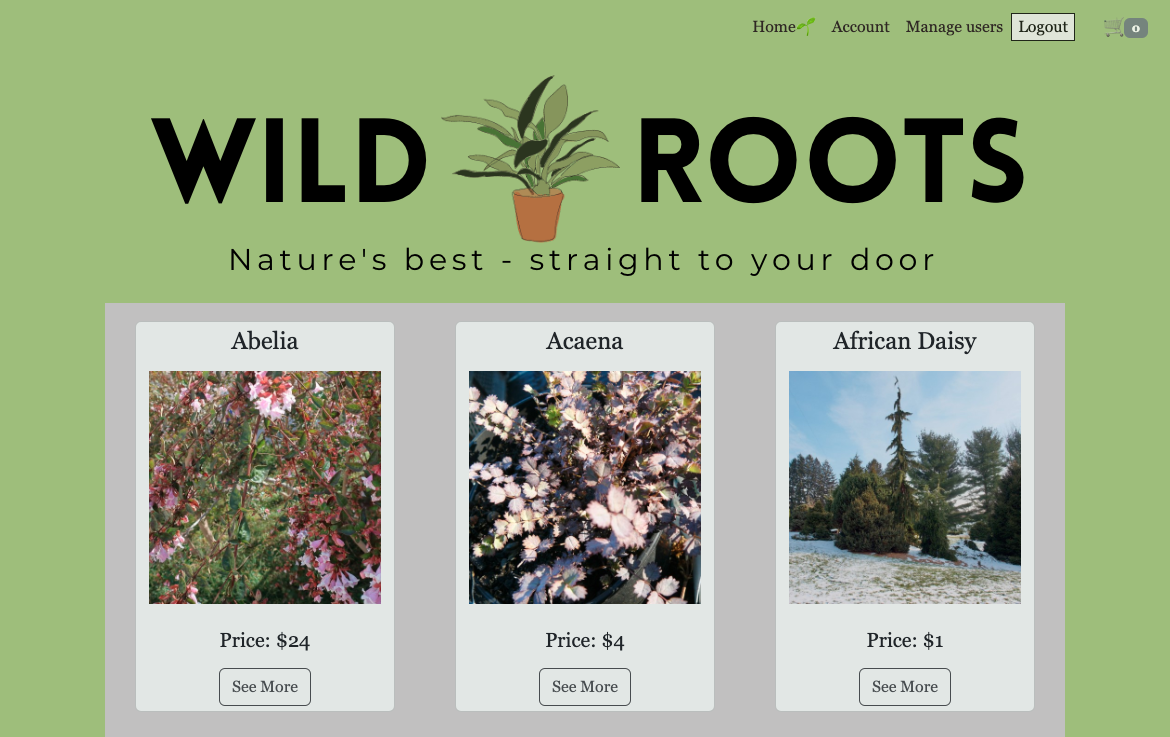 Home Account Manage users Logout 0
WILD ROOTS
Nature's best - straight to your door
Abelia Acaena African Daisy
Price: $24 Price: $4 Price: $1
See More See More See More